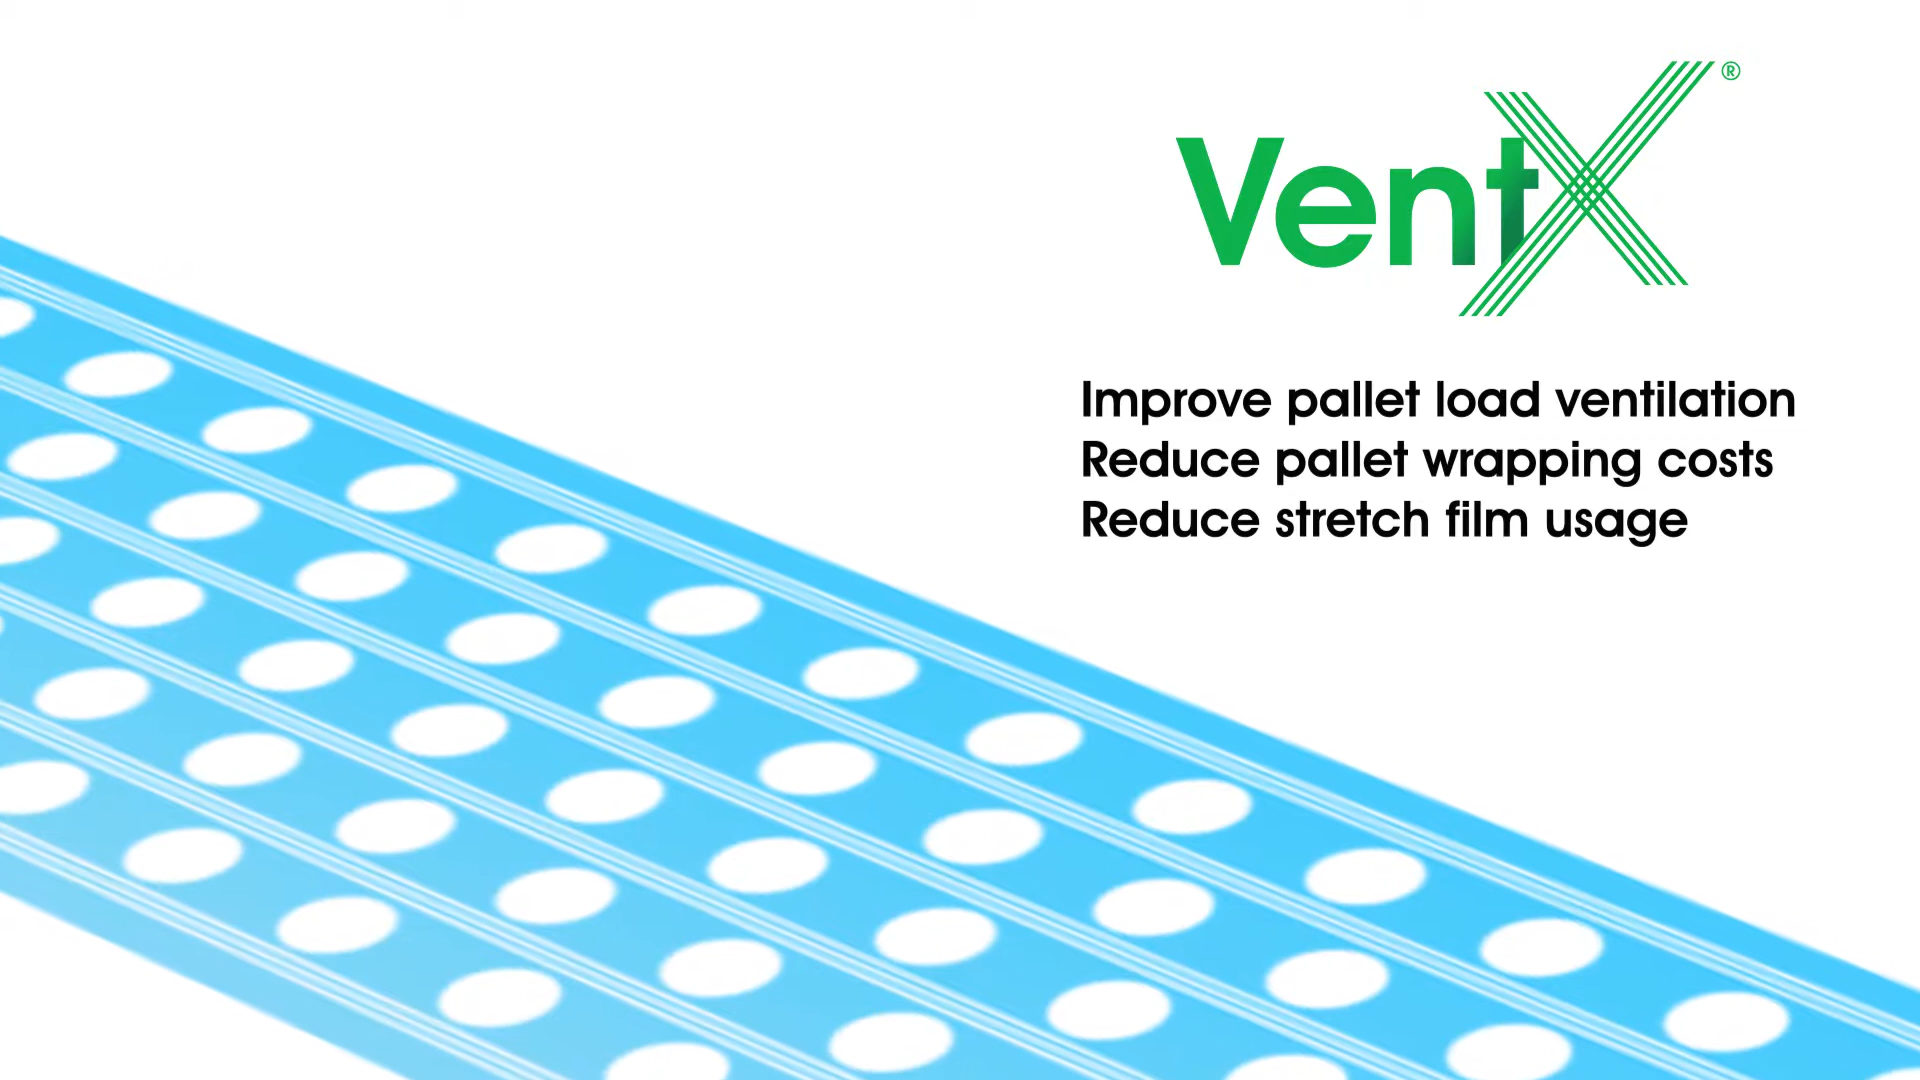 VentX®
Improve pallet load ventilation
Reduce pallet wrapping costs
Reduce stretch film usage